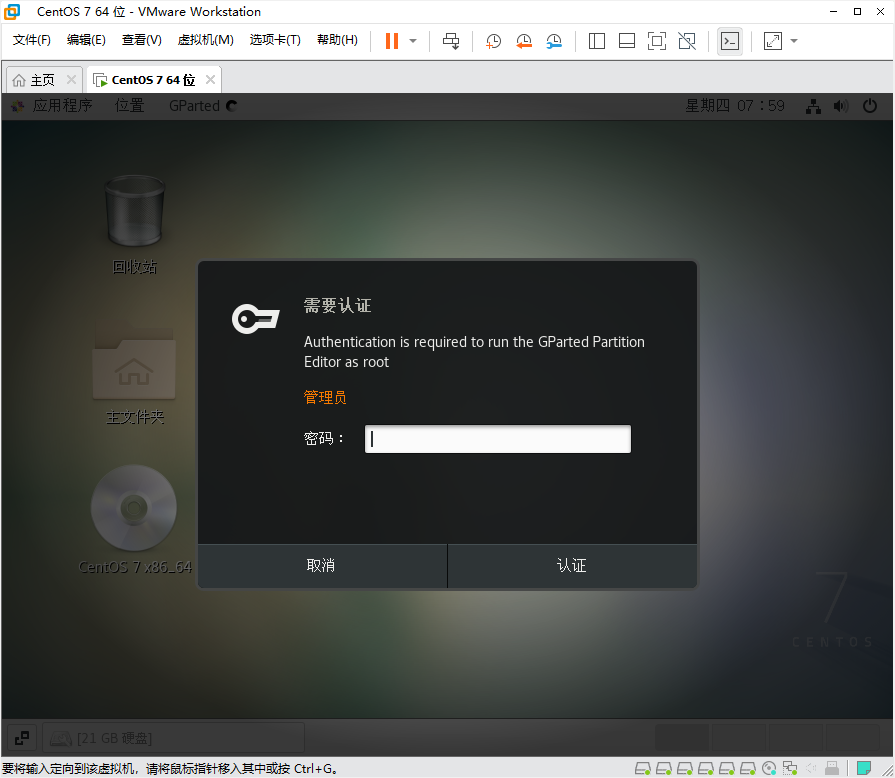 CentOS 7 64 位 - VMware Workstation
文件(F) 编辑(E) 查看(V) 虚拟机(M) 选项卡(T) 帮助(H)
主页 CentOS 7 64 位
应用程序 位置 GParted 星期四 07：59
回收站
主文件夹
CentOS 7 x86_64
需要认证
Authentication is required to run the GParted Partition
Editor as root
管理员
密码：
取消 认证
7
CENTOS
[21 GB 硬盘]
要将输入定向到该虚拟机，请将鼠标指针移入其中或按 Ctrl+G。